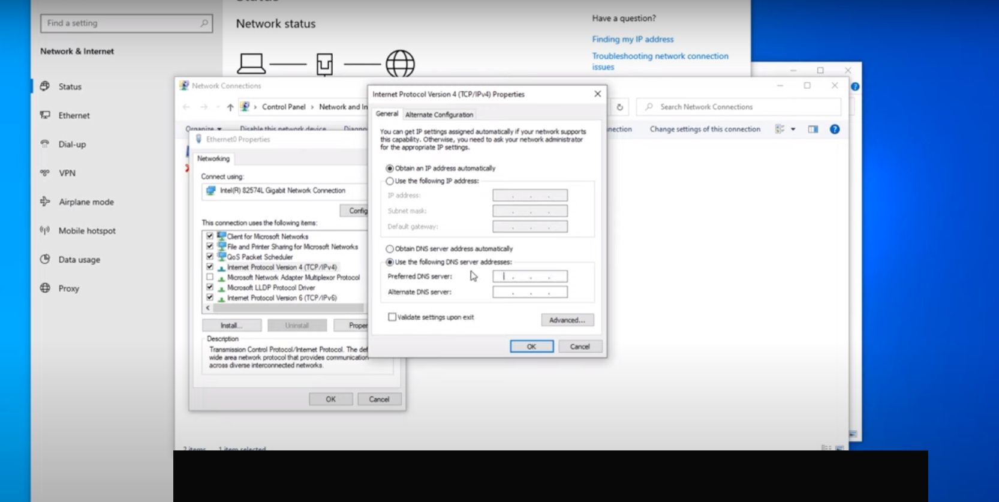 Find a setting
Network & Internet
Status
Ethernet
Dial-up
VPN
Airplane mode
Mobile hotspot
Data usage
Proxy
Status
Network status
Have a question?
Finding my IP address
Troubleshooting network connection
issues
Network Connections
Control Panel > Network and In
Search Network Connections
Organize
Disable this network device
Diagno
nnection
Change settings of this connection
Ethernet0 Properties
Networking
Connect using:
Intel(R) 82574L Gigabit Network Connection
Config
This connection uses the following items:
Client for Microsoft Networks
File and Printer Sharing for Microsoft Networks
QoS Packet Scheduler
Internet Protocol Version 4 (TCP/IPv4)
Microsoft Network Adapter Multiplexor Protocol
Microsoft LLDP Protocol Driver
Internet Protocol Version 6 (TCP/IPv6)
Install...
Uninstall
Proper
Description
Transmission Control Protocol/Internet Protocol. The def
wide area network protocol that provides communication
across diverse interconnected networks.
OK
Cancel
Internet Protocol Version 4 (TCP/IPv4) Properties
General
Alternate Configuration
You can get IP settings assigned automatically if your network supports
this capability. Otherwise, you need to ask your network administrator
for the appropriate IP settings.
Obtain an IP address automatically
Use the following IP address:
IP address:
Subnet mask:
Default gateway:
Obtain DNS server address automatically
Use the following DNS server addresses:
Preferred DNS server:
Alternate DNS server:
Validate settings upon exit
Advanced...
OK
Cancel
2 items
1 item selected